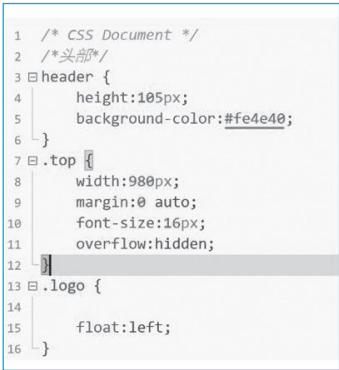 1 /* CSS Document */
2 /*头部*/
3 header {
4 height:105px;
5 background-color:#fe4e40;
6 }
7 .top {
8 width:980px;
9 margin:0 auto;
10 font-size:16px;
11 overflow:hidden;
12 }
13 .logo {
14
15 float:left;
16 }